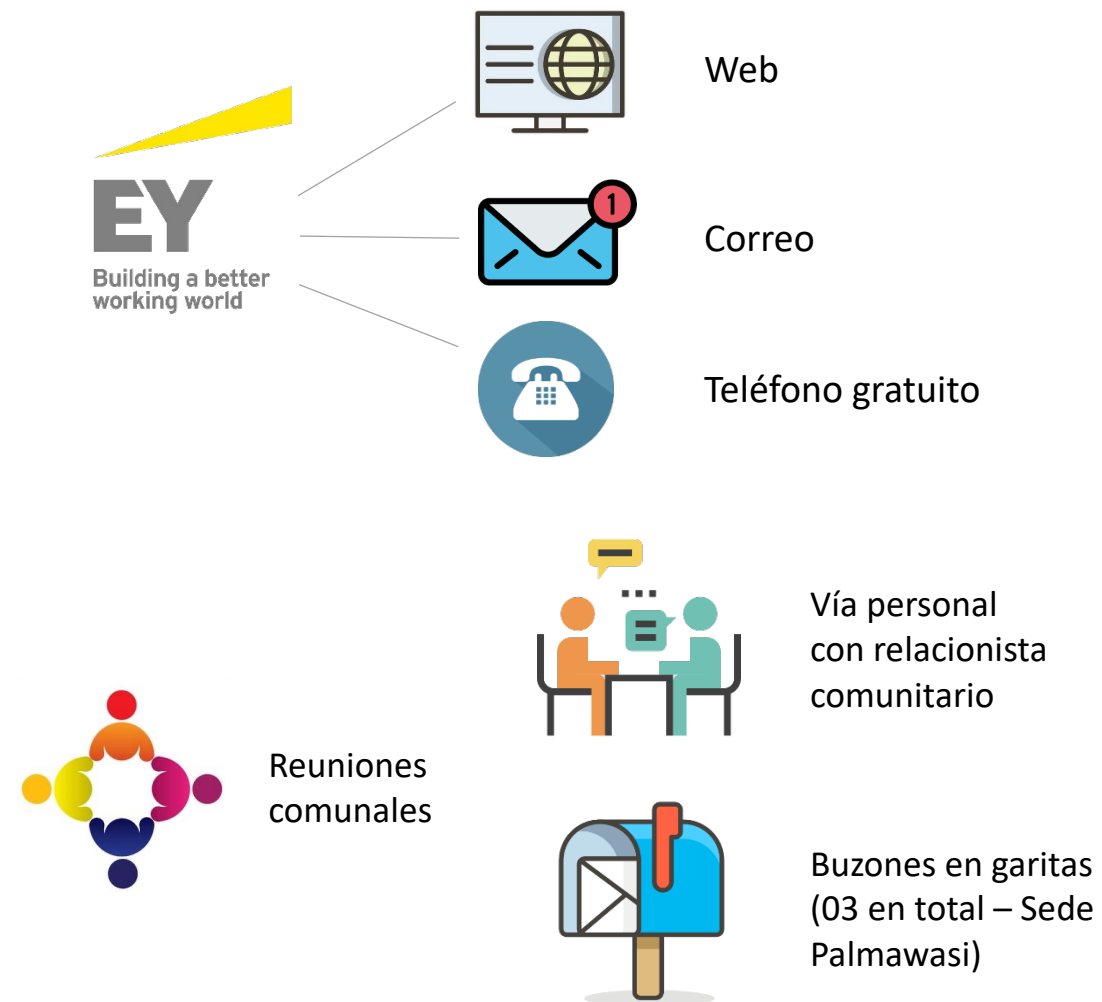 Web
EY
Building a better
working world
1
Correo
Teléfono gratuito
Vía personal
con relacionista
comunitario
Reuniones
comunales
Buzones en garitas
(03 en total – Sede
Palmawasi)